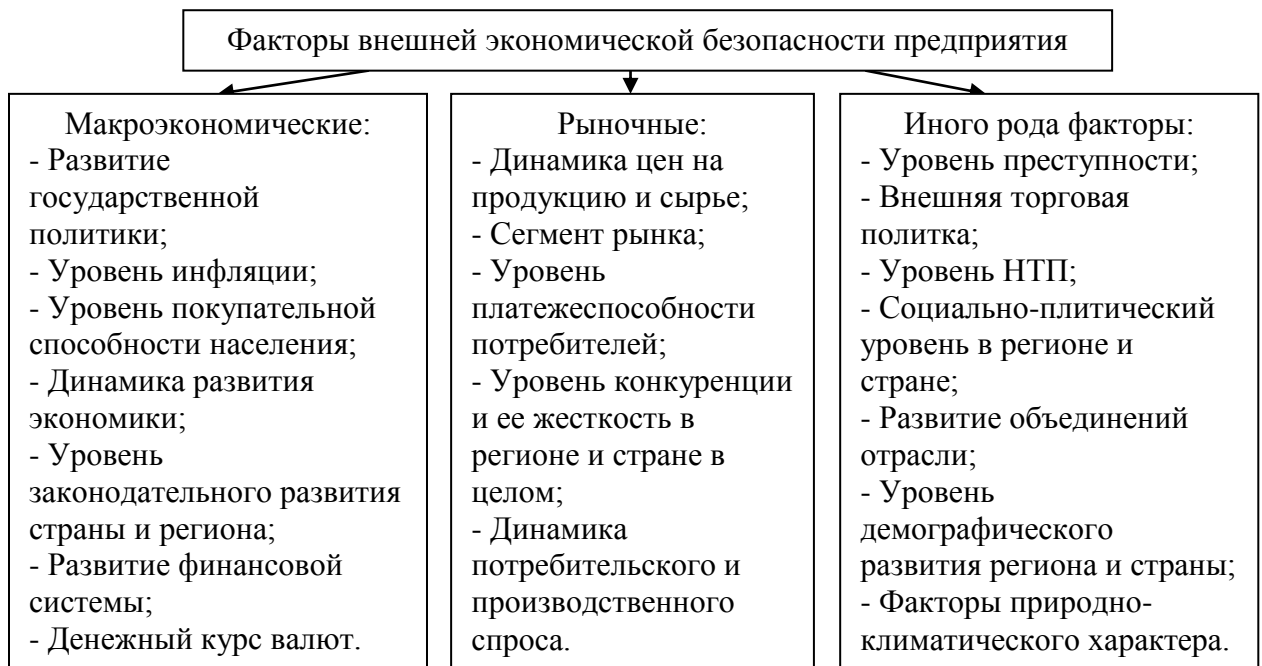 Факторы внешней экономической безопасности предприятия
Макроэкономические:
- Развитие
государственной
политики;
- Уровень инфляции;
- Уровень покупательной
способности населения;
- Динамика развития
экономики;
- Уровень
законодательного развития
страны и региона;
- Развитие финансовой
системы;
- Денежный курс валют.
Рыночные:
- Динамика цен на
продукцию и сырье;
- Сегмент рынка;
- Уровень
платежеспособности
потребителей;
- Уровень конкуренции
и ее жесткость в
регионе и стране в
целом;
- Динамика
потребительского и
производственного
спроса.
Иного рода факторы:
- Уровень преступности;
- Внешняя торговая
политка;
- Уровень НТП;
- Социально-плитический
уровень в регионе и
стране;
- Развитие объединений
отрасли;
- Уровень
демографического
развития региона и страны;
- Факторы природно-
климатического характера.